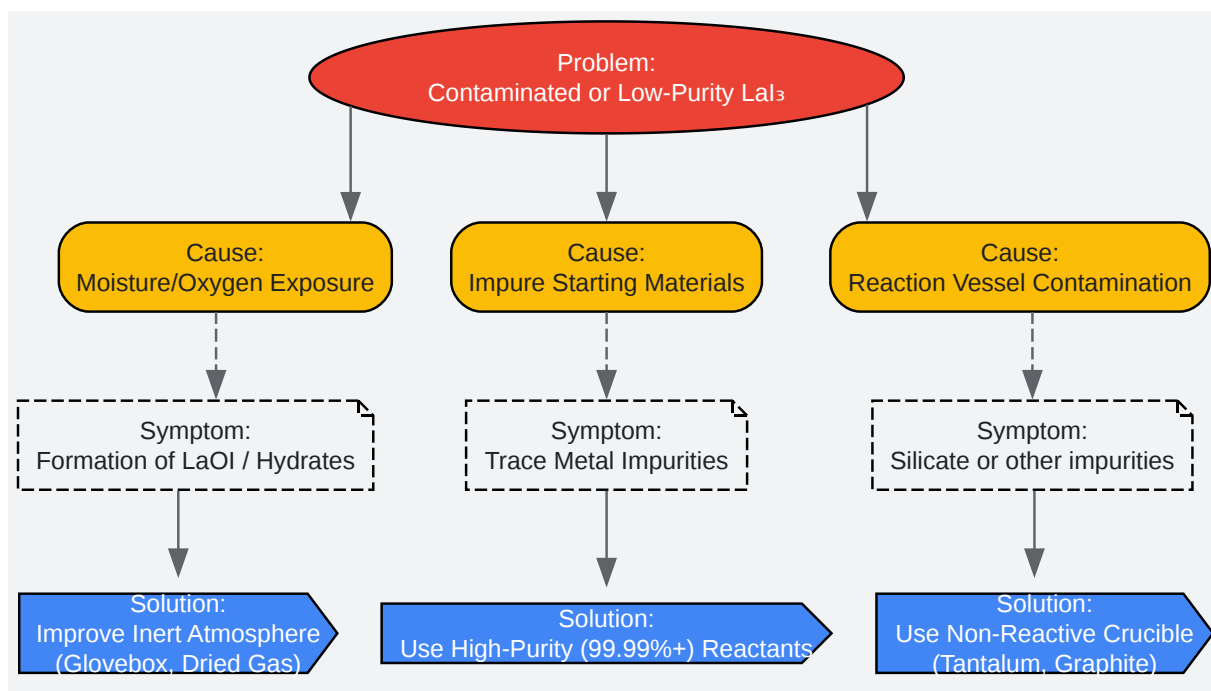 Problem:
Contaminated or Low-Purity LaI₃
Cause:
Moisture/Oxygen Exposure
Cause:
Impure Starting Materials
Cause:
Reaction Vessel Contamination
Symptom:
Formation of LaOI / Hydrates
Symptom:
Trace Metal Impurities
Symptom:
Silicate or other impurities
Solution:
Improve Inert Atmosphere
(Glovebox, Dried Gas)
Solution:
Use High-Purity (99.99%+) Reactants
Solution:
Use Non-Reactive Crucible
(Tantalum, Graphite)